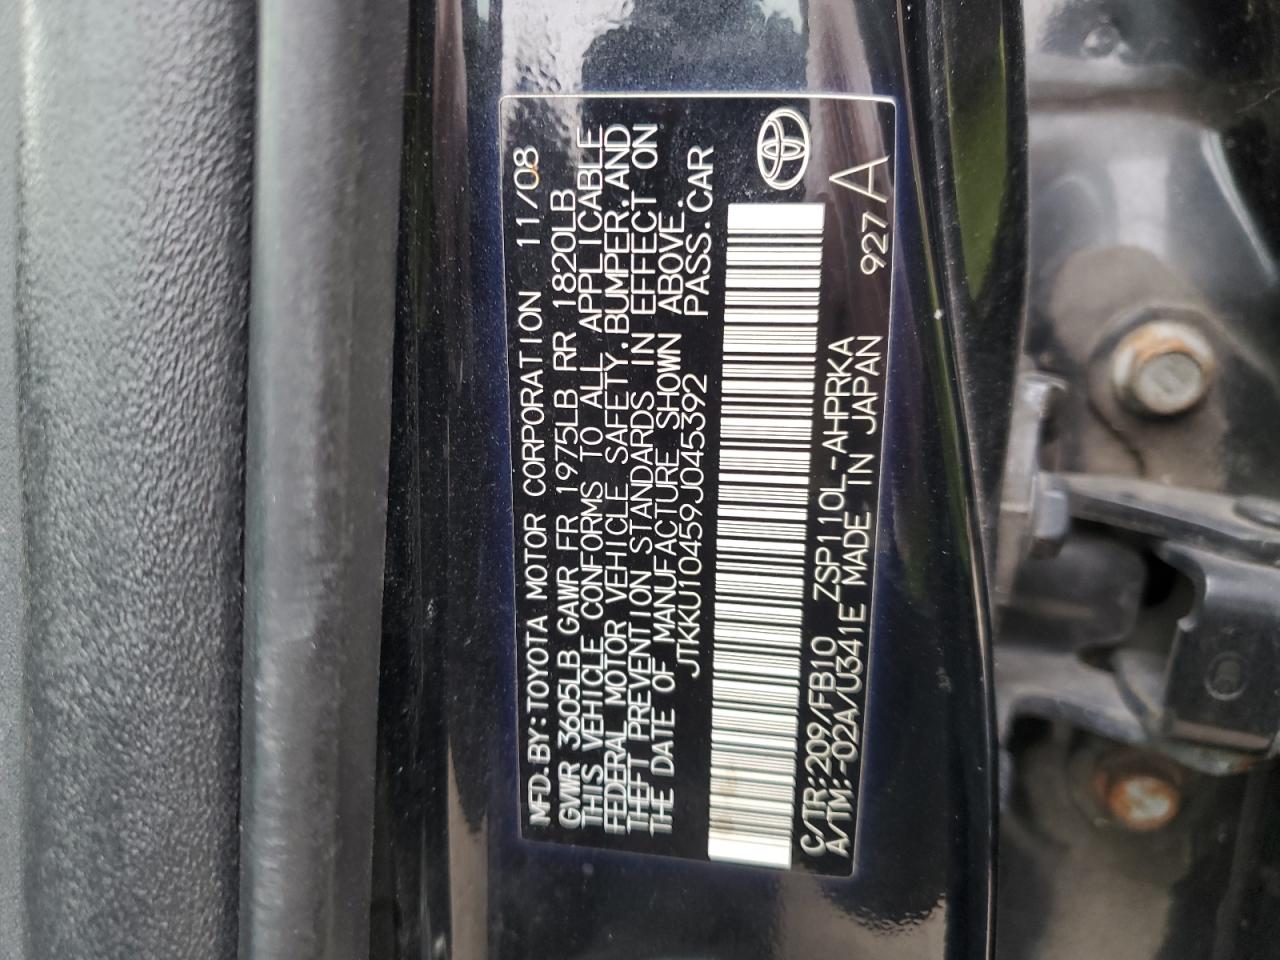 MFD.BY:TOYOTA MOTOR CORPORATION 11/08
GVWR 3605LB GAWR FR 1975LB RR 1820LB
THIS VEHICLE CONFORMS TO ALL APPLICABLE
FEDERAL MOTOR VEHICLE SAFETY.BUMPER.AND
THEFT PREVENTION STANDARDS IN EFFECT ON
THE DATE OF MANUFACTURE SHOWN ABOVE.
JTKKU10459J045392 PASS.CAR
C/TR:209/FB10 ZSP110L-AHPRKA
A/TM:-02A/U341E MADE IN JAPAN 927 A